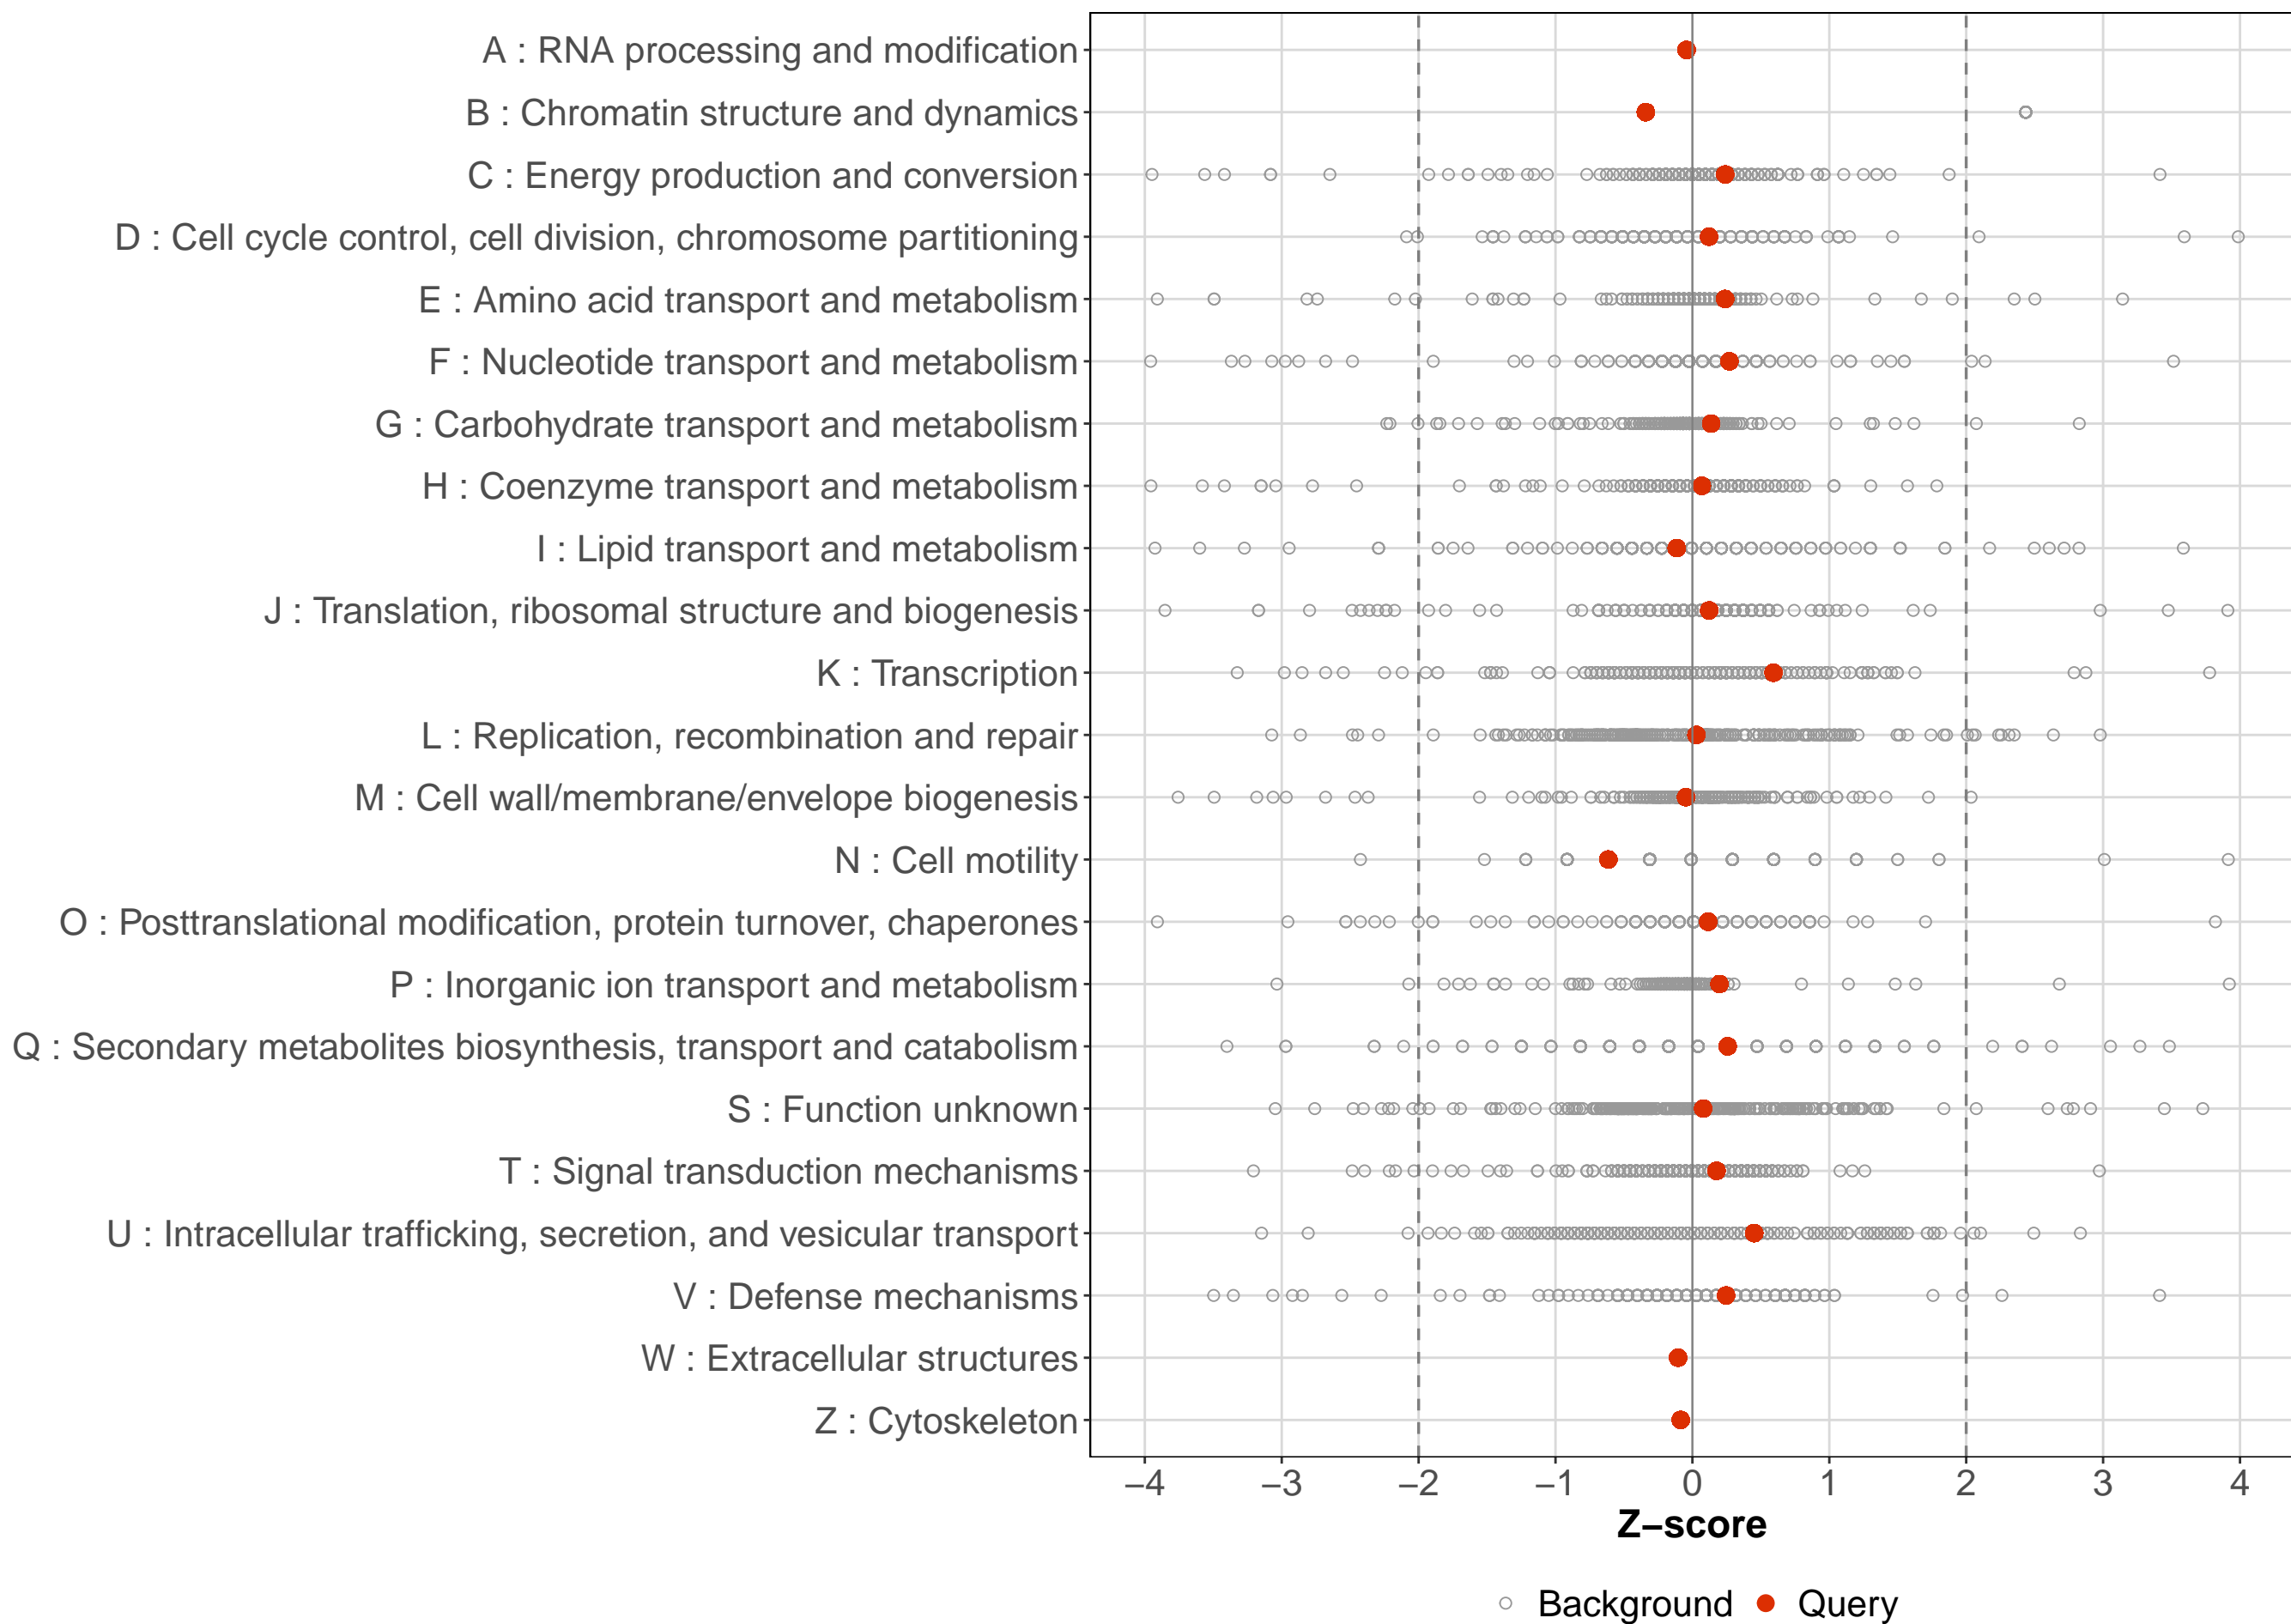 A : RNA processing and modification
B : Chromatin structure and dynamics
C : Energy production and conversion
D : Cell cycle control, cell division, chromosome partitioning
E : Amino acid transport and metabolism
F : Nucleotide transport and metabolism
G : Carbohydrate transport and metabolism
H : Coenzyme transport and metabolism
I : Lipid transport and metabolism
J : Translation, ribosomal structure and biogenesis
K : Transcription
L : Replication, recombination and repair
M : Cell wall/membrane/envelope biogenesis
N : Cell motility
O : Posttranslational modification, protein turnover, chaperones
P : Inorganic ion transport and metabolism
Q : Secondary metabolites biosynthesis, transport and catabolism
S : Function unknown
T : Signal transduction mechanisms
U : Intracellular trafficking, secretion, and vesicular transport
V : Defense mechanisms
W : Extracellular structures
Z : Cytoskeleton
−4 −3 −2 −1 0 1 2 3 4
Z−score
Background Query